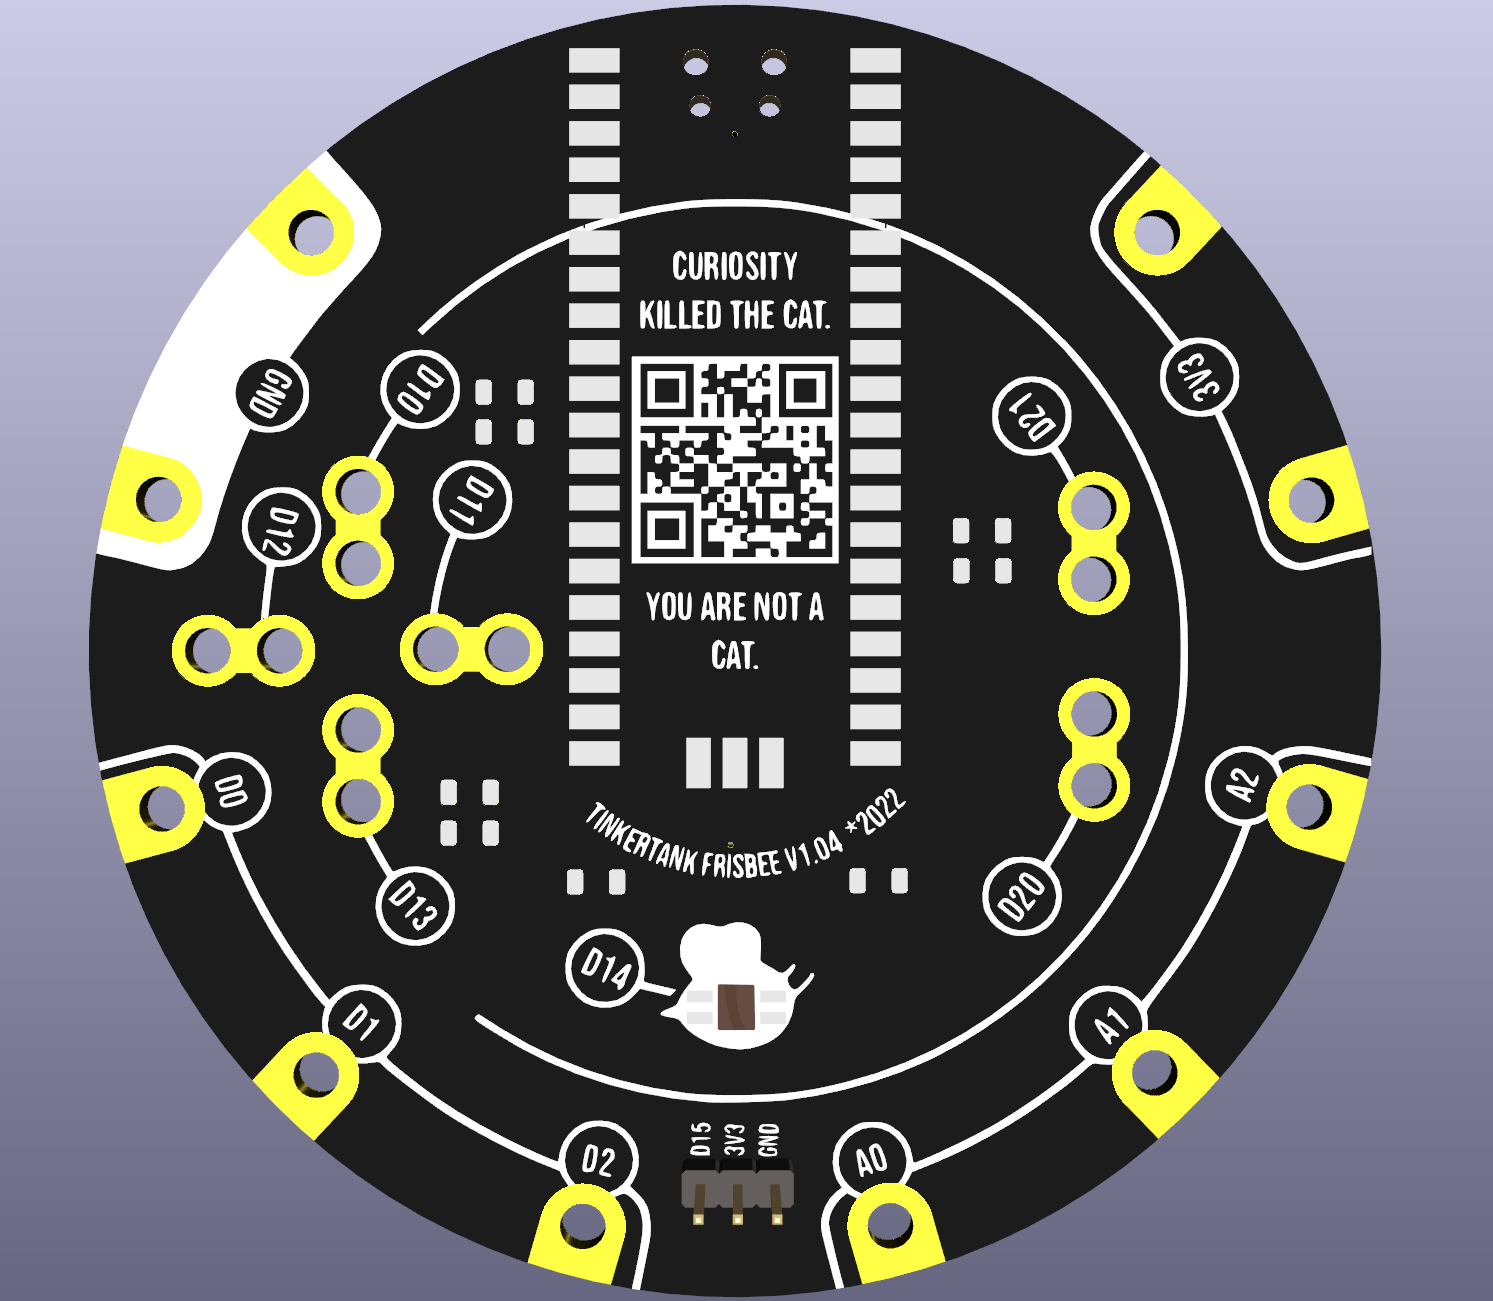 CURIOSITY
KILLED THE CAT.
GND
D10
3V3
D21
D11
D12
YOU ARE NOT A
CAT.
D0
A2
TINKERTANK FRISBEE V1.04 *2022
D13
D20
D14
D1
A1
D15
3V3
GND
D2
A0